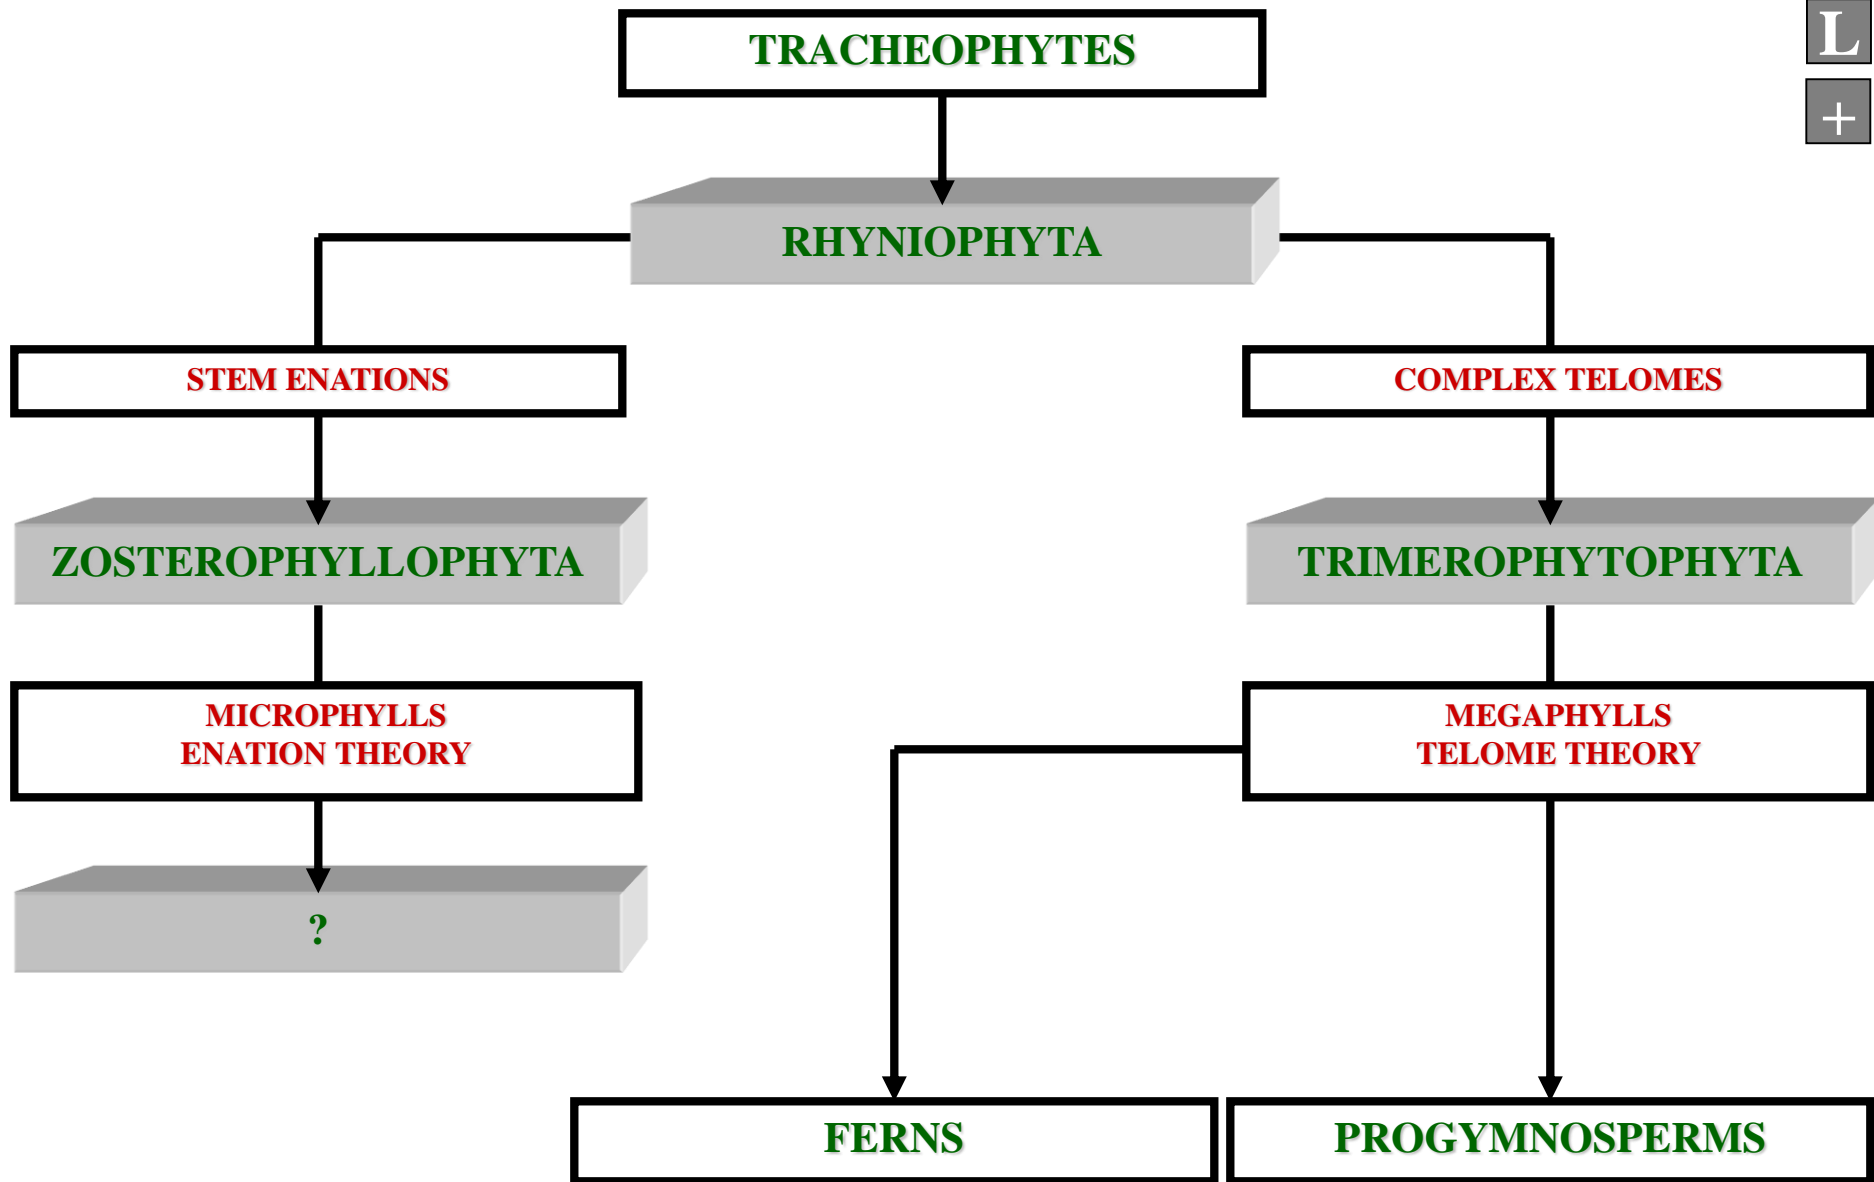 TRACHEOPHYTES
L
+
RHYNIOPHYTA
STEM ENATIONS
COMPLEX TELOMES
ZOSTEROPHYLLOPHYTA
TRIMEROPHYTOPHYTA
MICROPHYLLS
ENATION THEORY
MEGAPHYLLS
TELOME THEORY
?
FERNS
PROGYMNOSPERMS